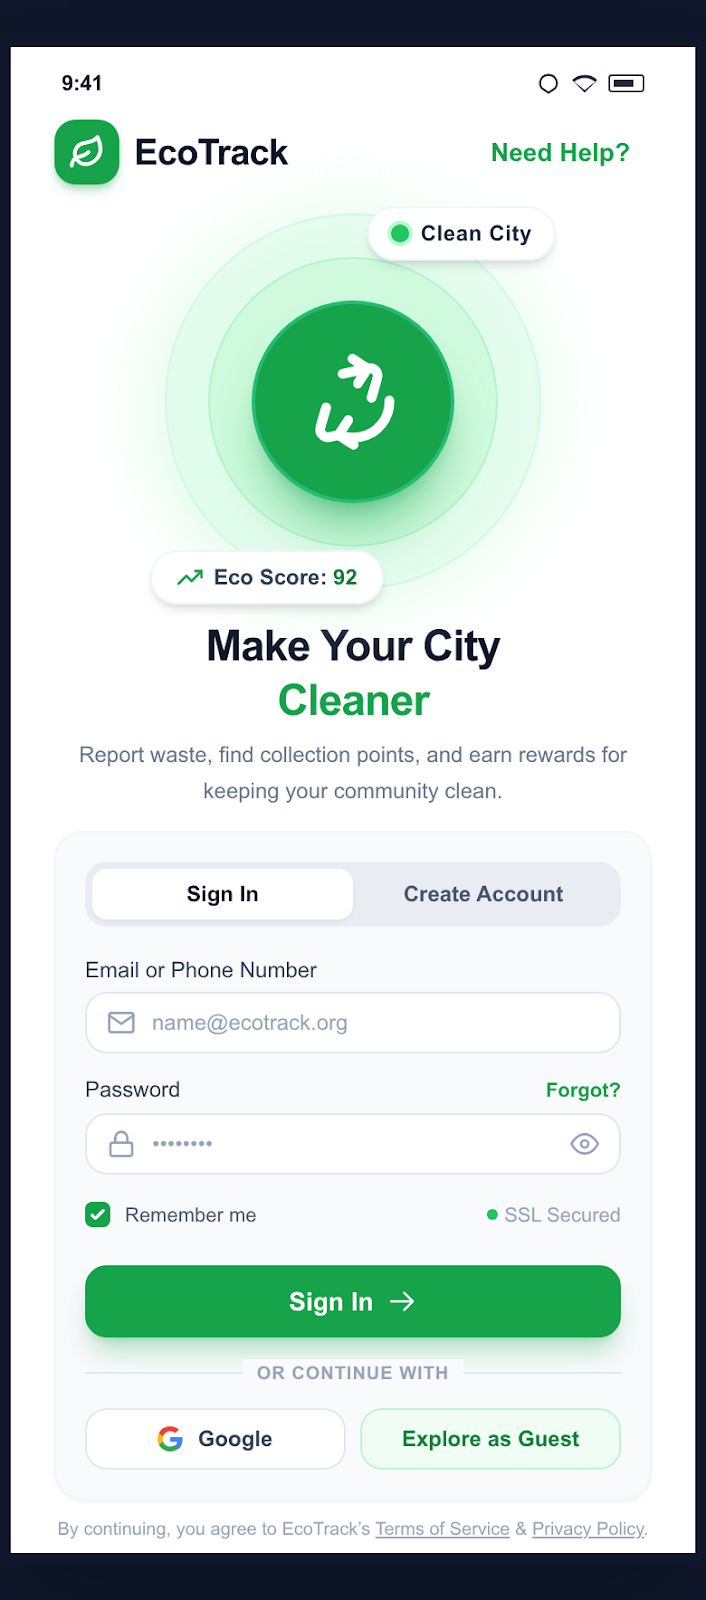 9:41
EcoTrack
Need Help?
Clean City
Eco Score: 92
Make Your City
Cleaner
Report waste, find collection points, and earn rewards for
keeping your community clean.
Sign In
Create Account
Email or Phone Number
name@ecotrack.org
Password
Forgot?
••••••••
Remember me
SSL Secured
Sign In
OR CONTINUE WITH
Google
Explore as Guest
By continuing, you agree to EcoTrack’s Terms of Service & Privacy Policy.